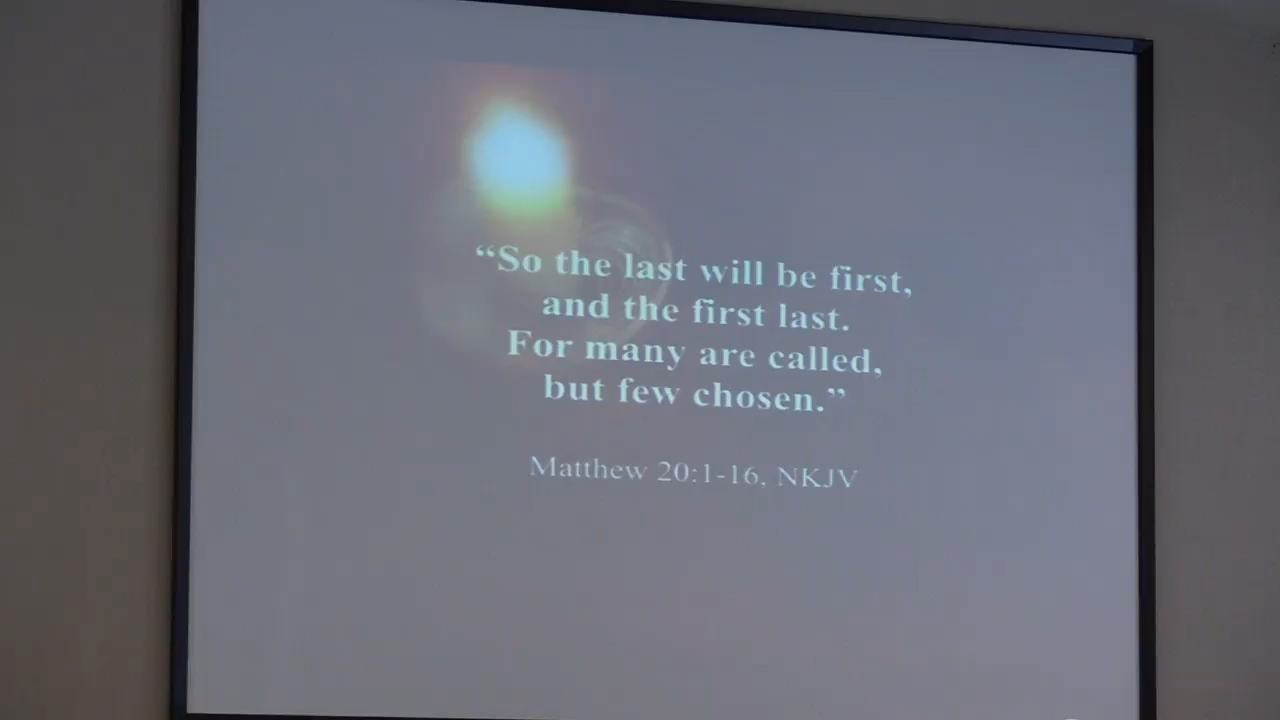 “So the last will be first,
and the first last.
For many are called,
but few chosen.”
Matthew 20:1-16, NKJV